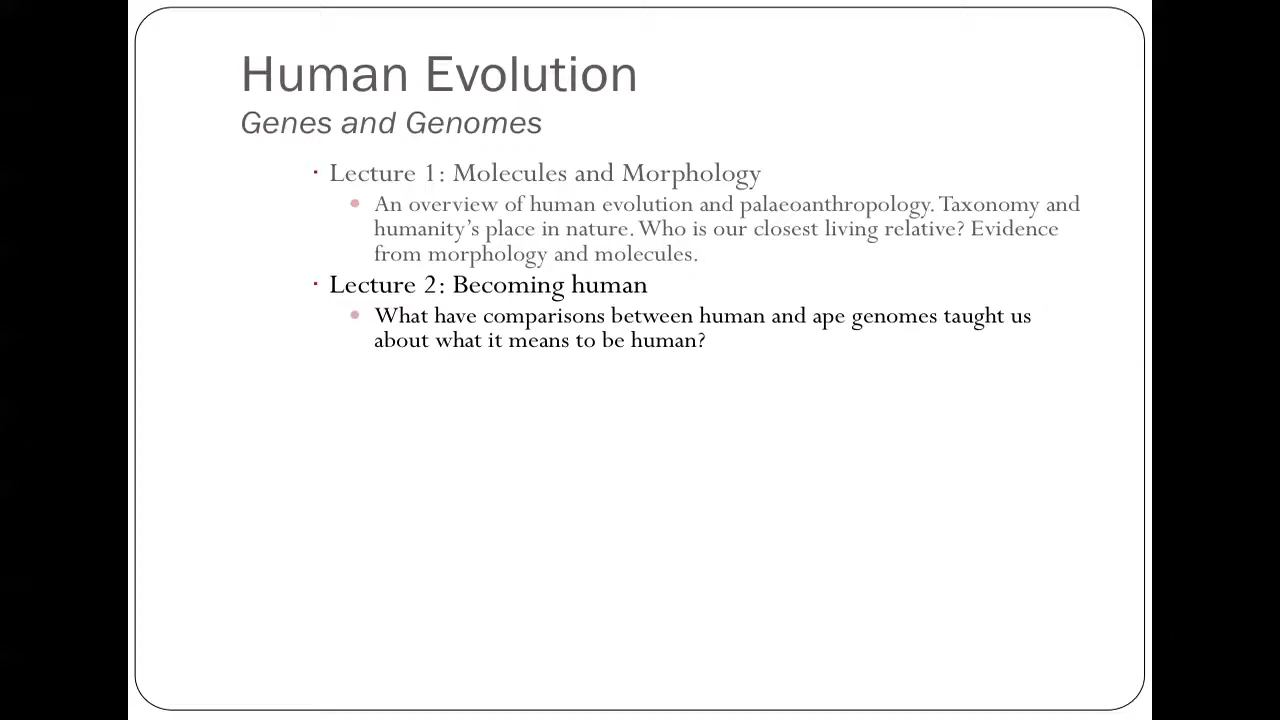 Human Evolution
Genes and Genomes
Lecture 1: Molecules and Morphology
An overview of human evolution and palaeoanthropology. Taxonomy and
humanity's place in nature. Who is our closest living relative? Evidence
from morphology and molecules.
Lecture 2: Becoming human
What have comparisons between human and ape genomes taught us
about what it means to be human?